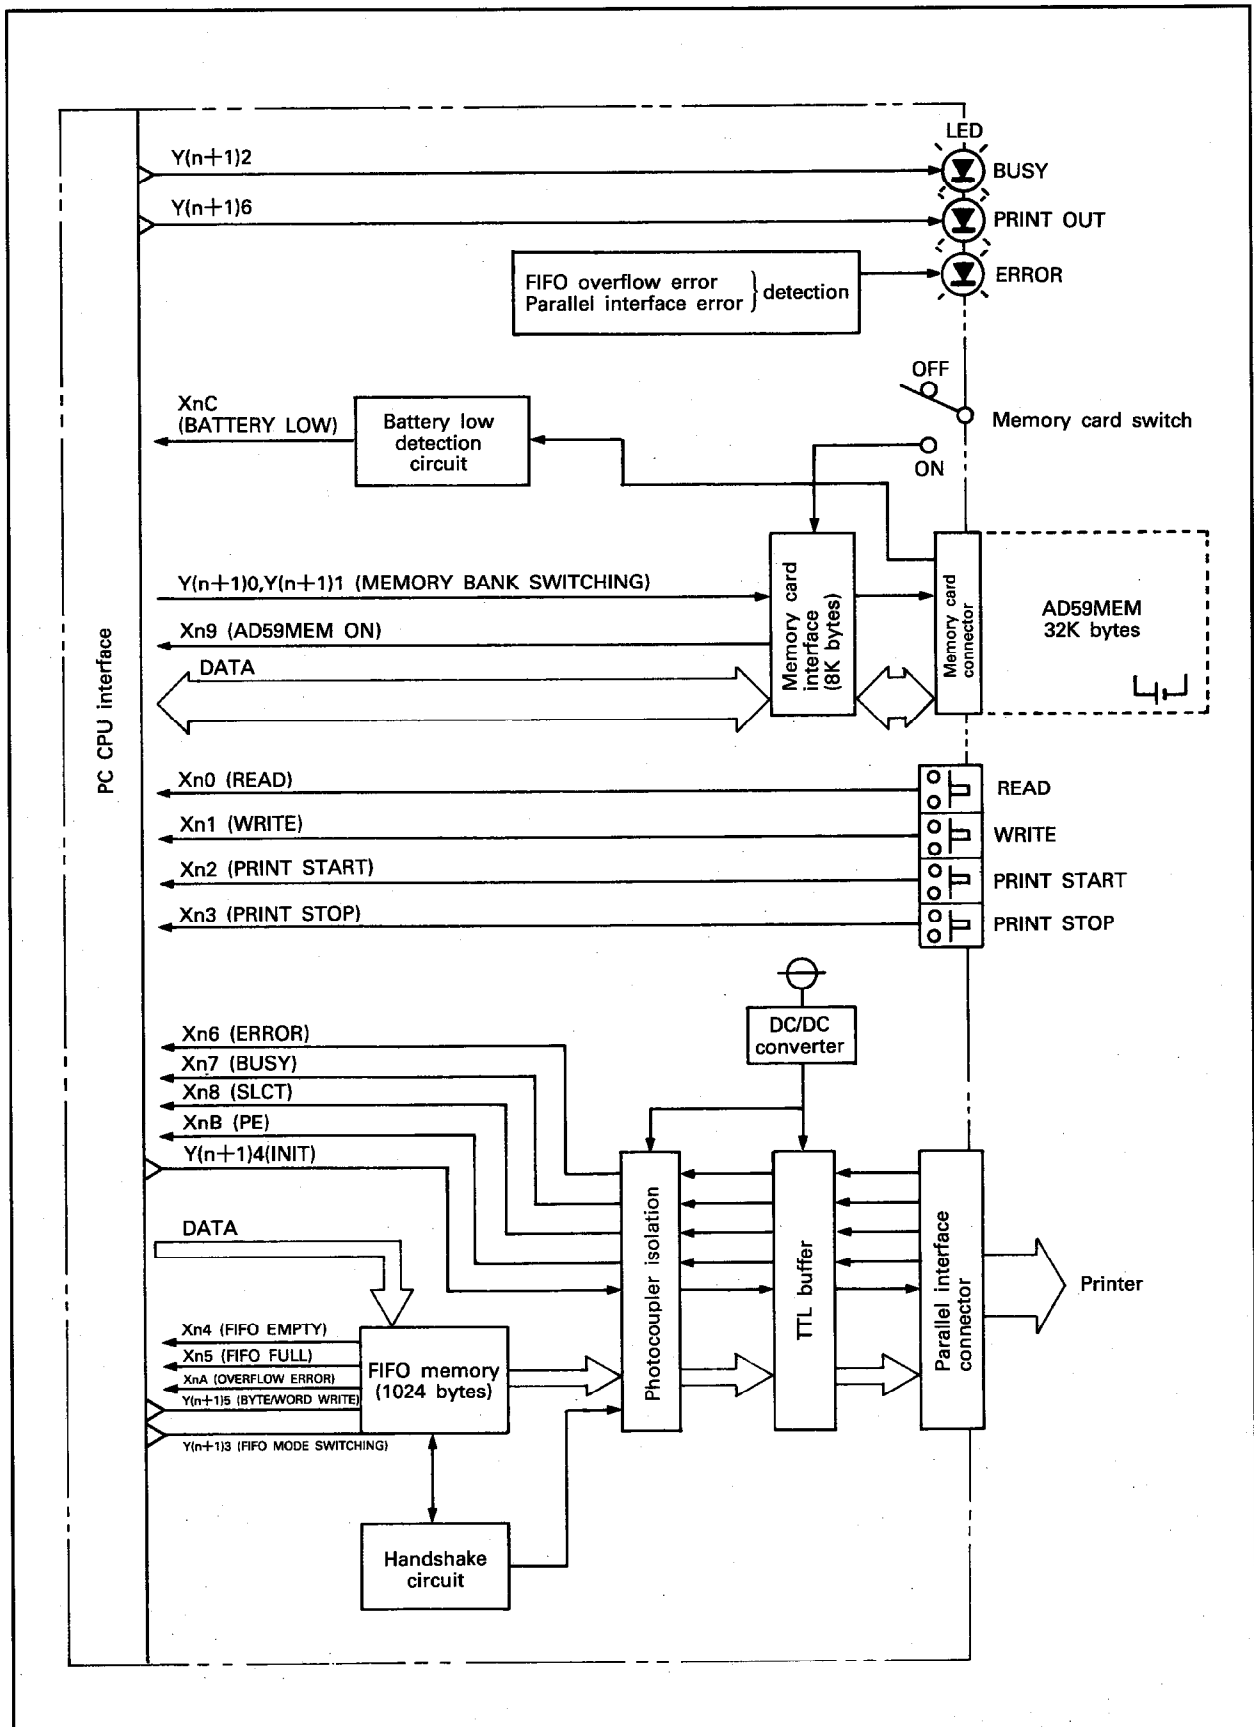 LED
Y(n+1)2
BUSY
Y(n+1)6
PRINT OUT
FIFO overflow error
Parallel interface error
detection
ERROR
OFF
Memory card switch
ON
XnC
(BATTERY LOW)
Battery low
detection
circuit
Y(n+1)0,Y(n+1)1 (MEMORY BANK SWITCHING)
Xn9 (AD59MEM ON)
DATA
Memory card
interface
(8K bytes)
Memory card
connector
AD59MEM
32K bytes
PC CPU interface
Xn0 (READ)
READ
Xn1 (WRITE)
WRITE
Xn2 (PRINT START)
PRINT START
Xn3 (PRINT STOP)
PRINT STOP
DC/DC
converter
Xn6 (ERROR)
Xn7 (BUSY)
Xn8 (SLCT)
XnB (PE)
Y(n+1)4(INIT)
DATA
Photocoupler isolation
TTL buffer
Parallel interface
connector
Printer
Xn4 (FIFO EMPTY)
Xn5 (FIFO FULL)
XnA (OVERFLOW ERROR)
Y(n+1)5 (BYTE/WORD WRITE)
Y(n+1)3 (FIFO MODE SWITCHING)
FIFO memory
(1024 bytes)
Handshake
circuit